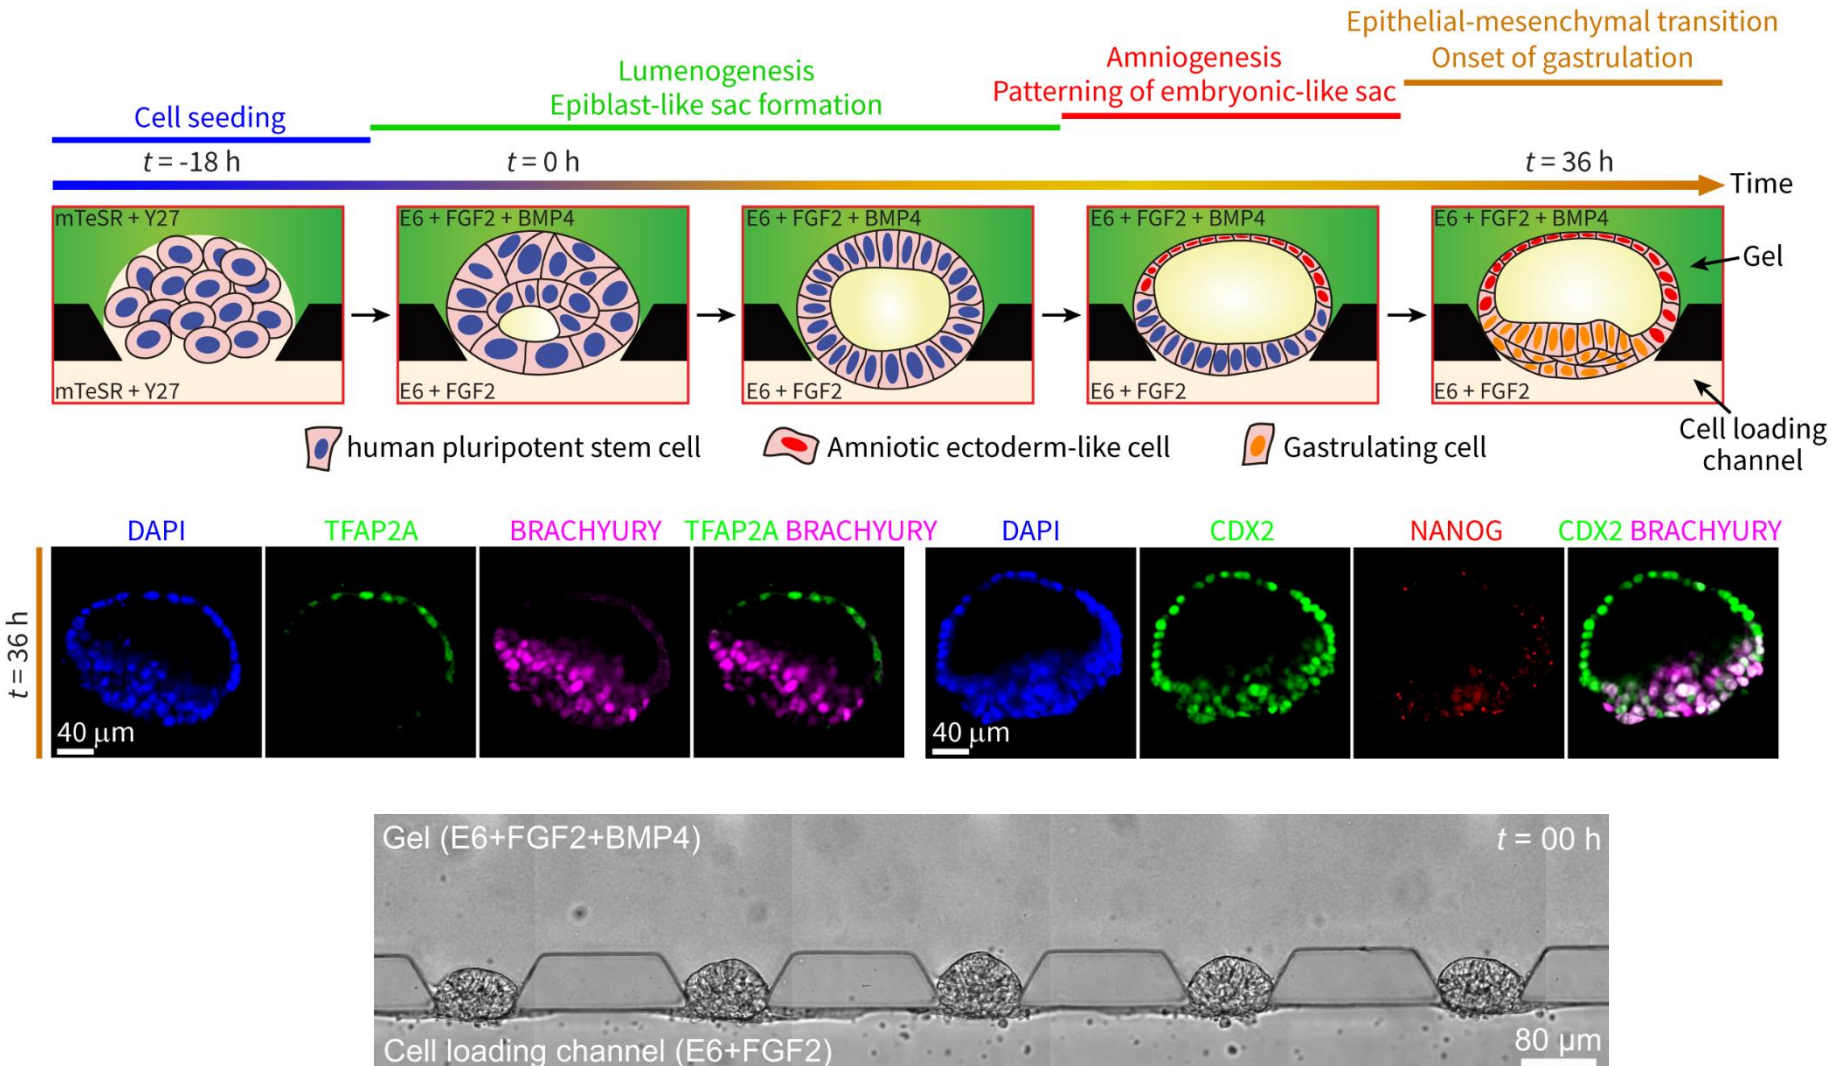 Epithelial-mesenchymal transition
Onset of gastrulation
Amniogenesis
Patterning of embryonic-like sac
Lumenogenesis
Epiblast-like sac formation
Cell seeding
t = -18 h
t = 0 h
t = 36 h
Time
mTeSR + Y27
E6 + FGF2 + BMP4
E6 + FGF2 + BMP4
E6 + FGF2 + BMP4
E6 + FGF2 + BMP4
Gel
mTeSR + Y27
E6 + FGF2
E6 + FGF2
E6 + FGF2
E6 + FGF2
Cell loading
channel
human pluripotent stem cell
Amniotic ectoderm-like cell
Gastrulating cell
DAPI
TFAP2A
BRACHYURY
TFAP2A BRACHYURY
DAPI
CDX2
NANOG
CDX2 BRACHYURY
t = 36 h
40 μm
40 μm
Gel (E6+FGF2+BMP4)
t = 00 h
Cell loading channel (E6+FGF2)
80 μm